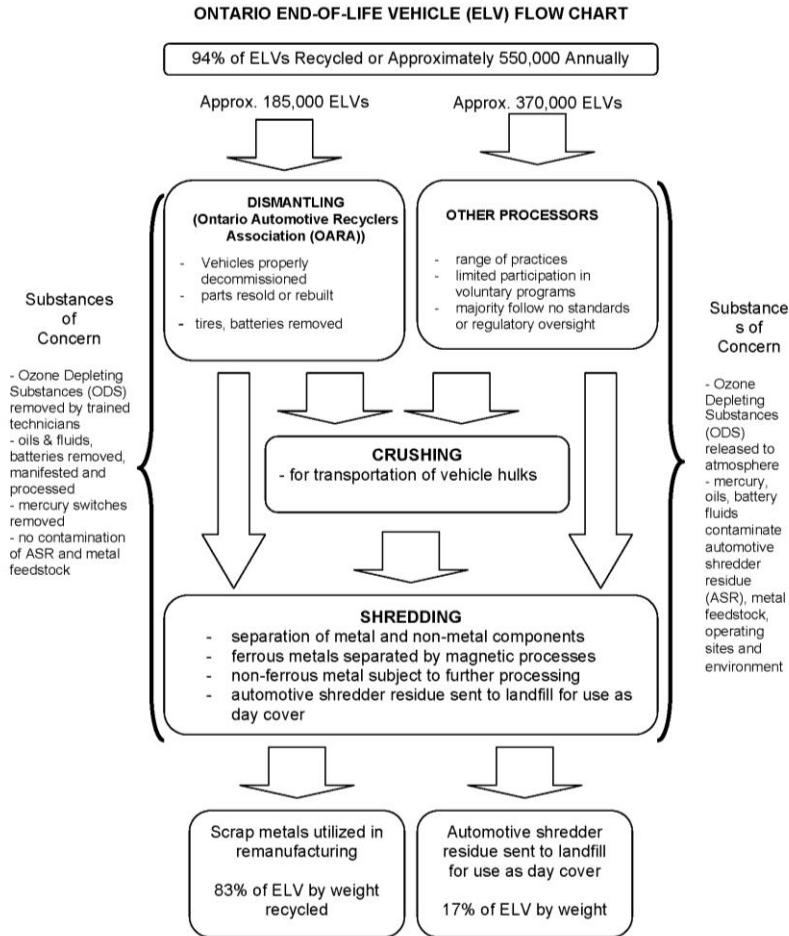 ONTARIO END-OF-LIFE VEHICLE (ELV) FLOW CHART
94% of ELVs Recycled or Approximately 550,000 Annually
Approx. 185,000 ELVs
Approx. 370,000 ELVs
DISMANTLING
(Ontario Automotive Recyclers
Association (OARA))
- Vehicles properly
decommissioned
- parts resold or rebuilt
- tires, batteries removed
OTHER PROCESSORS
- range of practices
- limited participation in
voluntary programs
- majority follow no standards
or regulatory oversight
Substances
of
Concern
- Ozone Depleting
Substances (ODS)
removed by trained
technicians
- oils & fluids,
batteries removed,
manifested and
processed
- mercury switches
removed
- no contamination
of ASR and metal
feedstock
Substance
s of
Concern
- Ozone
Depleting
Substances
(ODS)
released to
atmosphere
- mercury,
oils, battery
fluids
contaminate
automotive
shredder
residue
(ASR), metal
feedstock,
operating
sites and
environment
CRUSHING
- for transportation of vehicle hulks
SHREDDING
- separation of metal and non-metal components
- ferrous metals separated by magnetic processes
- non-ferrous metal subject to further processing
- automotive shredder residue sent to landfill for use as
day cover
Scrap metals utilized in
remanufacturing
83% of ELV by weight
recycled
Automotive shredder
residue sent to landfill
for use as day cover
17% of ELV by weight